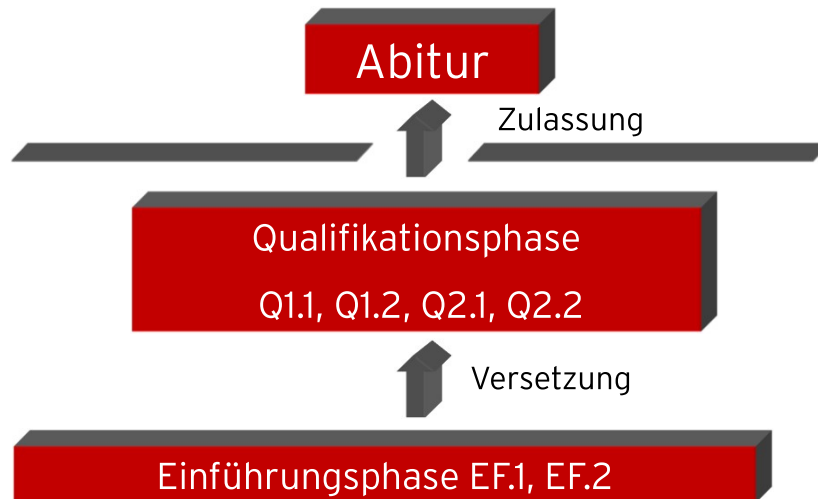 Abitur
Zulassung
Qualifikationsphase
Q1.1, Q1.2, Q2.1, Q2.2
Versetzung
Einführungsphase EF.1, EF.2